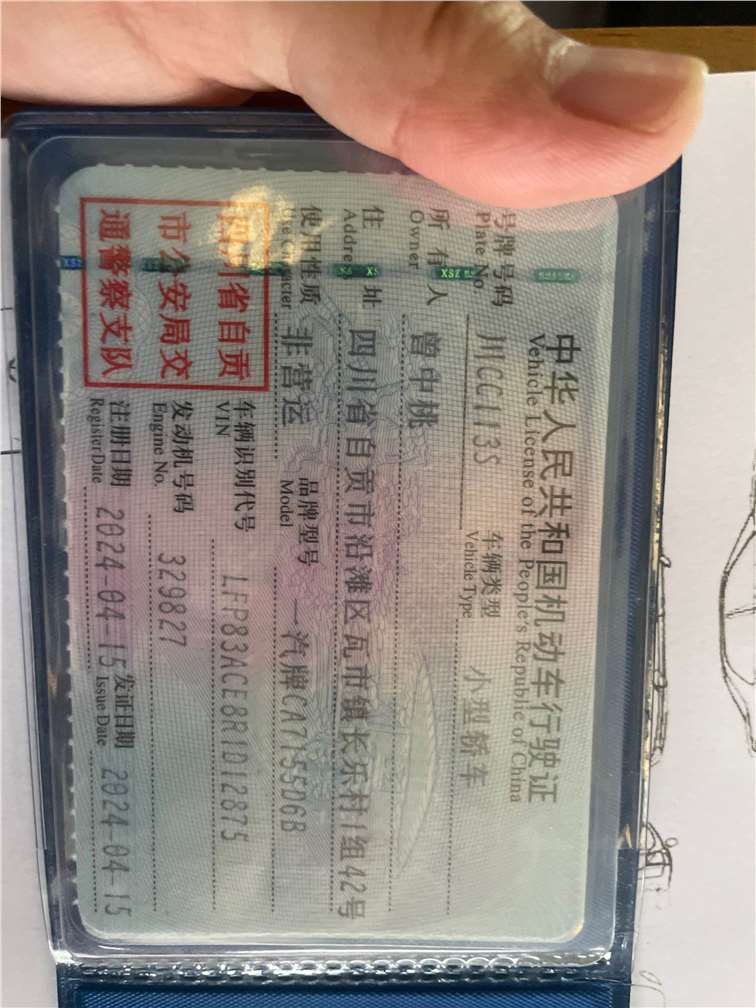 中华人民共和国机动车行驶证
Vehicle License of the People's Republic of China
号牌号码 川CC113S 车辆类型 小型轿车
Plate No. Vehicle Type
所有人 曾中桃
Owner
住址 四川省自贡市沿滩区瓦市镇长乐村1组42号
Address
使用性质 非营运 品牌型号 一汽牌CA7155D6B
Use Character Model
四川省自贡
市公安局交
通警察支队
车辆识别代号 LFP83ACE8R1D12875
VIN
发动机号码 329827
Engine No.
注册日期 2024-04-15 发证日期 2024-04-15
Register Date Issue Date